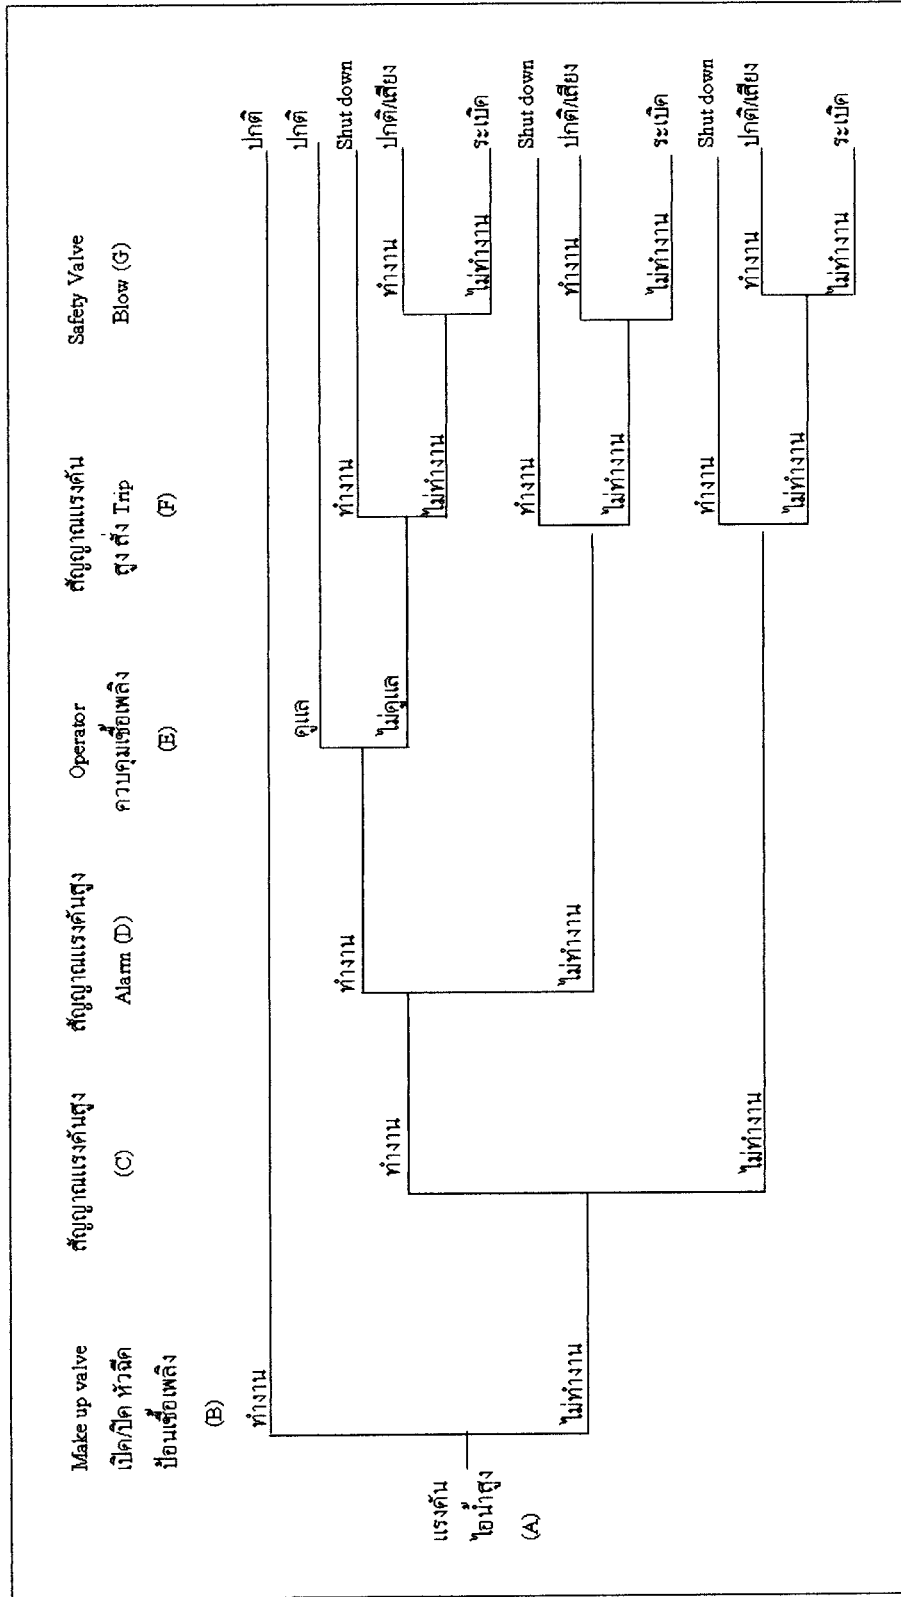 Make up valve
เปิด/ปิด หัวฉีด
ป้อนเชื้อเพลิง
(B)
สัญญาณแรงดันสูง
(C)
สัญญาณแรงดันสูง
Alarm (D)
Operator
ควบคุมเชื้อเพลิง
(E)
สัญญาณแรงดัน
สูง สั่ง Trip
(F)
Safety Valve
Blow (G)
แรงดัน
ไอน้ำสูง
(A)
ทำงาน
ไม่ทำงาน
ทำงาน
ไม่ทำงาน
ทำงาน
ไม่ทำงาน
ดูแล
ไม่ดูแล
ทำงาน
ไม่ทำงาน
ทำงาน
ไม่ทำงาน
ทำงาน
ไม่ทำงาน
ทำงาน
ไม่ทำงาน
ทำงาน
ไม่ทำงาน
ทำงาน
ไม่ทำงาน
ปกติ
ปกติ
Shut down
ปกติ/เสียง
ระเบิด
Shut down
ปกติ/เสียง
ระเบิด
Shut down
ปกติ/เสียง
ระเบิด